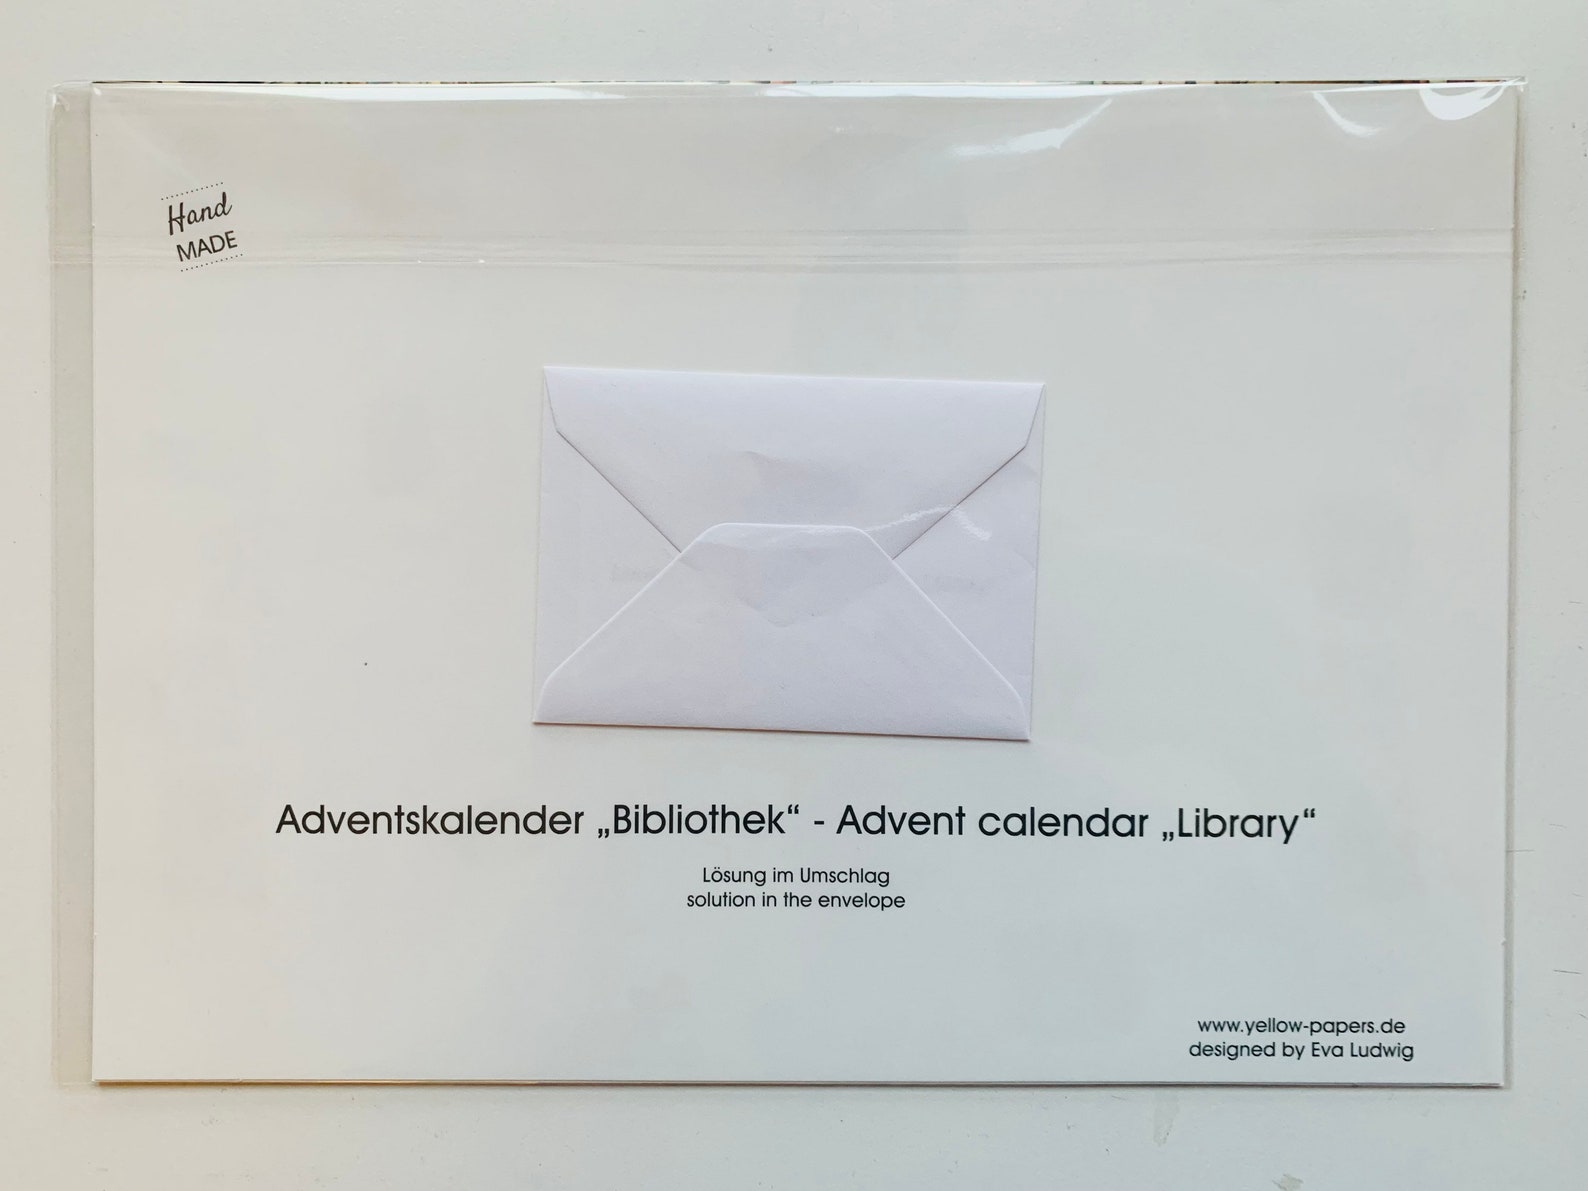 Hand
MADE
Adventskalender „Bibliothek“ - Advent calendar „Library“
Lösung im Umschlag
solution in the envelope
www.yellow-papers.de
designed by Eva Ludwig